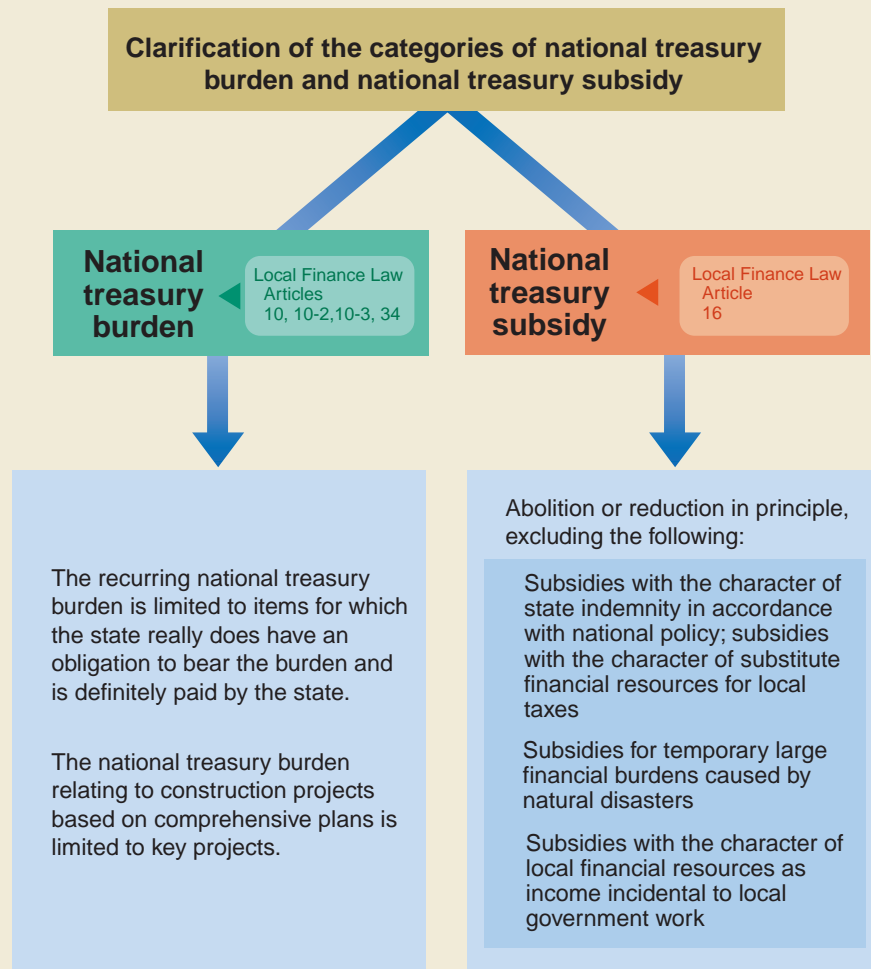 Clarification of the categories of national treasury
burden and national treasury subsidy
National
treasury
burden
Local Finance Law
Articles
10, 10-2,10-3, 34
National
treasury
subsidy
Local Finance Law
Article
16
The recurring national treasury
burden is limited to items for which
the state really does have an
obligation to bear the burden and
is definitely paid by the state.
The national treasury burden
relating to construction projects
based on comprehensive plans is
limited to key projects.
Abolition or reduction in principle,
excluding the following:
Subsidies with the character of
state indemnity in accordance
with national policy; subsidies
with the character of substitute
financial resources for local
taxes
Subsidies for temporary large
financial burdens caused by
natural disasters
Subsidies with the character of
local financial resources as
income incidental to local
government work